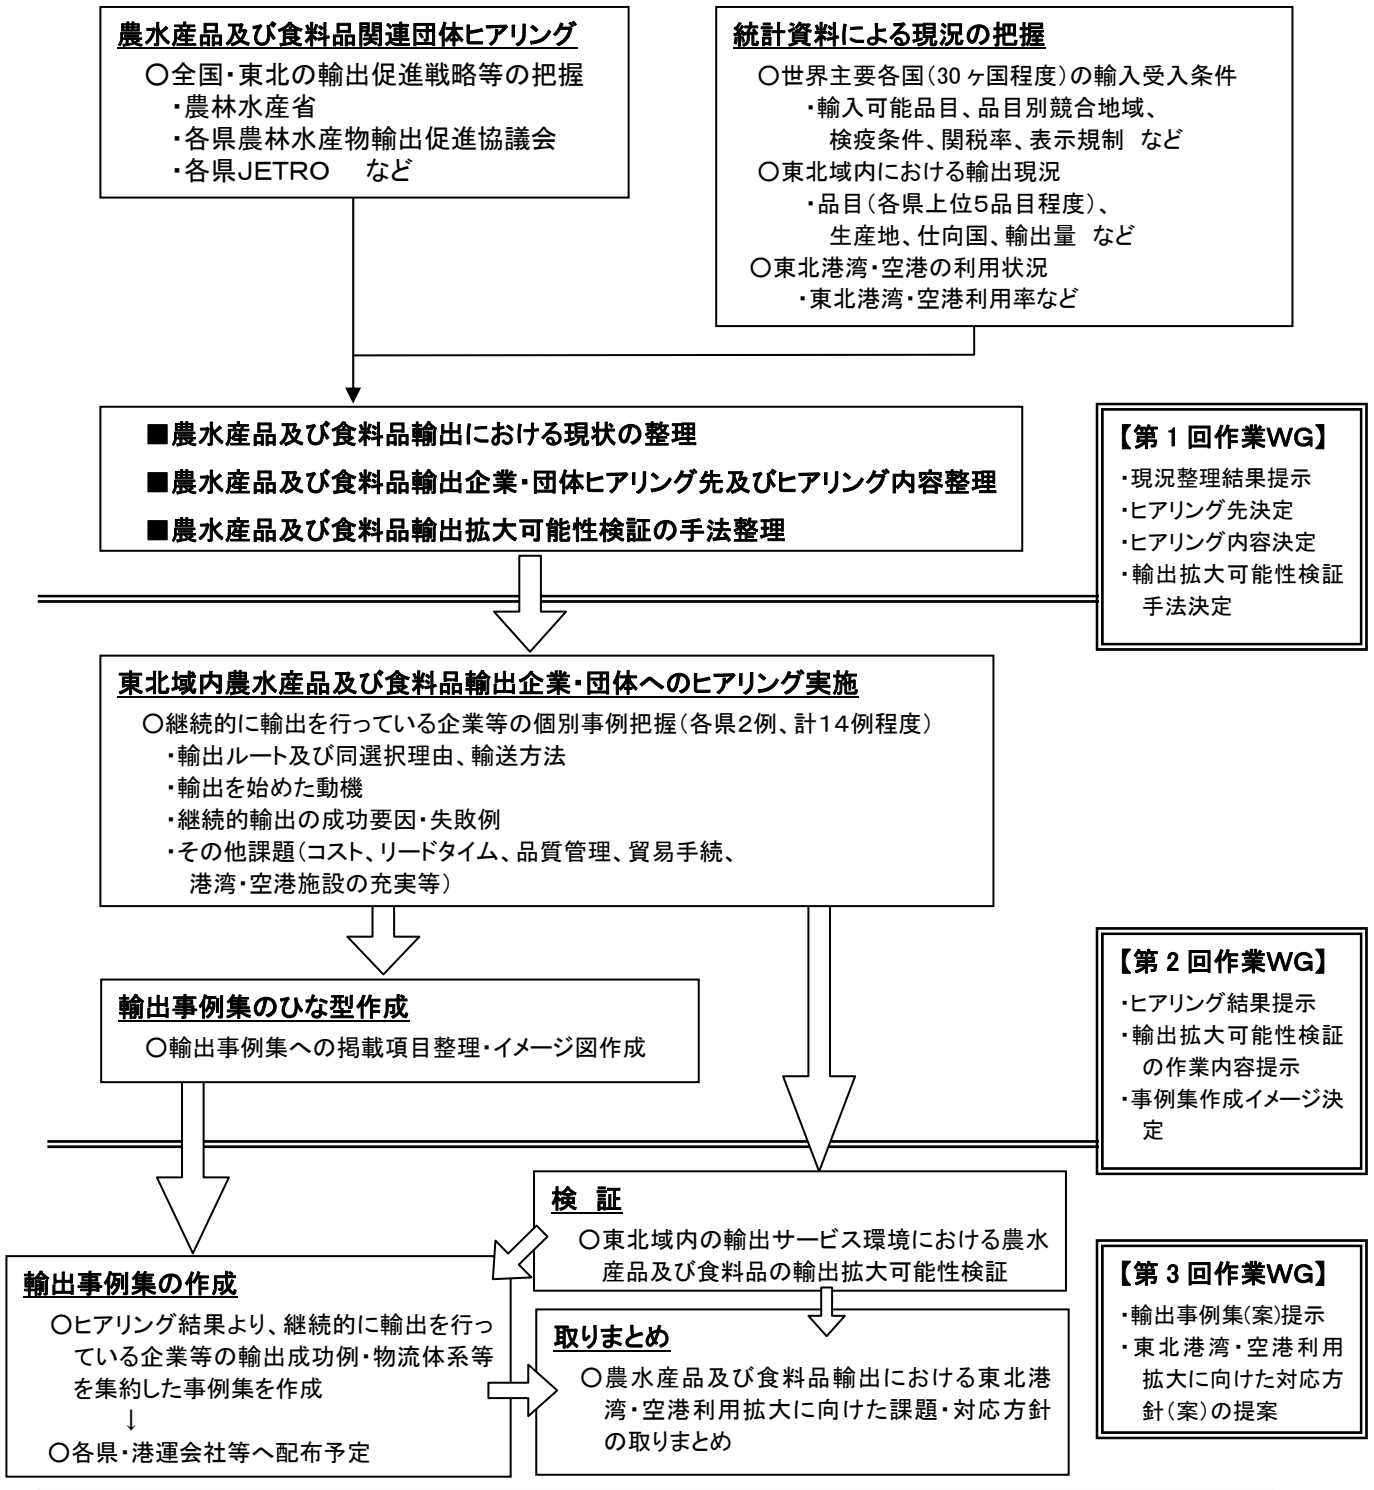 農水産品及び食料品関連団体ヒアリング
○全国・東北の輸出促進戦略等の把握
・農林水産省
・各県農林水産物輸出促進協議会
・各県JETRO　など
統計資料による現況の把握
○世界主要各国(30ヶ国程度)の輸入受入条件
・輸入可能品目、品目別競合地域、
検疫条件、関税率、表示規制　など
○東北域内における輸出現況
・品目(各県上位5品目程度)、
生産地、仕向国、輸出量　など
○東北港湾・空港の利用状況
・東北港湾・空港利用率など
■農水産品及び食料品輸出における現状の整理
■農水産品及び食料品輸出企業・団体ヒアリング先及びヒアリング内容整理
■農水産品及び食料品輸出拡大可能性検証の手法整理
【第1回作業WG】
・現況整理結果提示
・ヒアリング先決定
・ヒアリング内容決定
・輸出拡大可能性検証
手法決定
東北域内農水産品及び食料品輸出企業・団体へのヒアリング実施
○継続的に輸出を行っている企業等の個別事例把握(各県2例、計14例程度)
・輸出ルート及び同選択理由、輸送方法
・輸出を始めた動機
・継続的輸出の成功要因・失敗例
・その他課題(コスト、リードタイム、品質管理、貿易手続、
港湾・空港施設の充実等)
輸出事例集のひな型作成
○輸出事例集への掲載項目整理・イメージ図作成
【第2回作業WG】
・ヒアリング結果提示
・輸出拡大可能性検証
の作業内容提示
・事例集作成イメージ決
定
検　証
○東北域内の輸出サービス環境における農水
産品及び食料品の輸出拡大可能性検証
輸出事例集の作成
○ヒアリング結果より、継続的に輸出を行っ
ている企業等の輸出成功例・物流体系等
を集約した事例集を作成
↓
○各県・港運会社等へ配布予定
取りまとめ
○農水産品及び食料品輸出における東北港
湾・空港利用拡大に向けた課題・対応方針
の取りまとめ
【第3回作業WG】
・輸出事例集(案)提示
・東北港湾・空港利用
拡大に向けた対応方
針(案)の提案